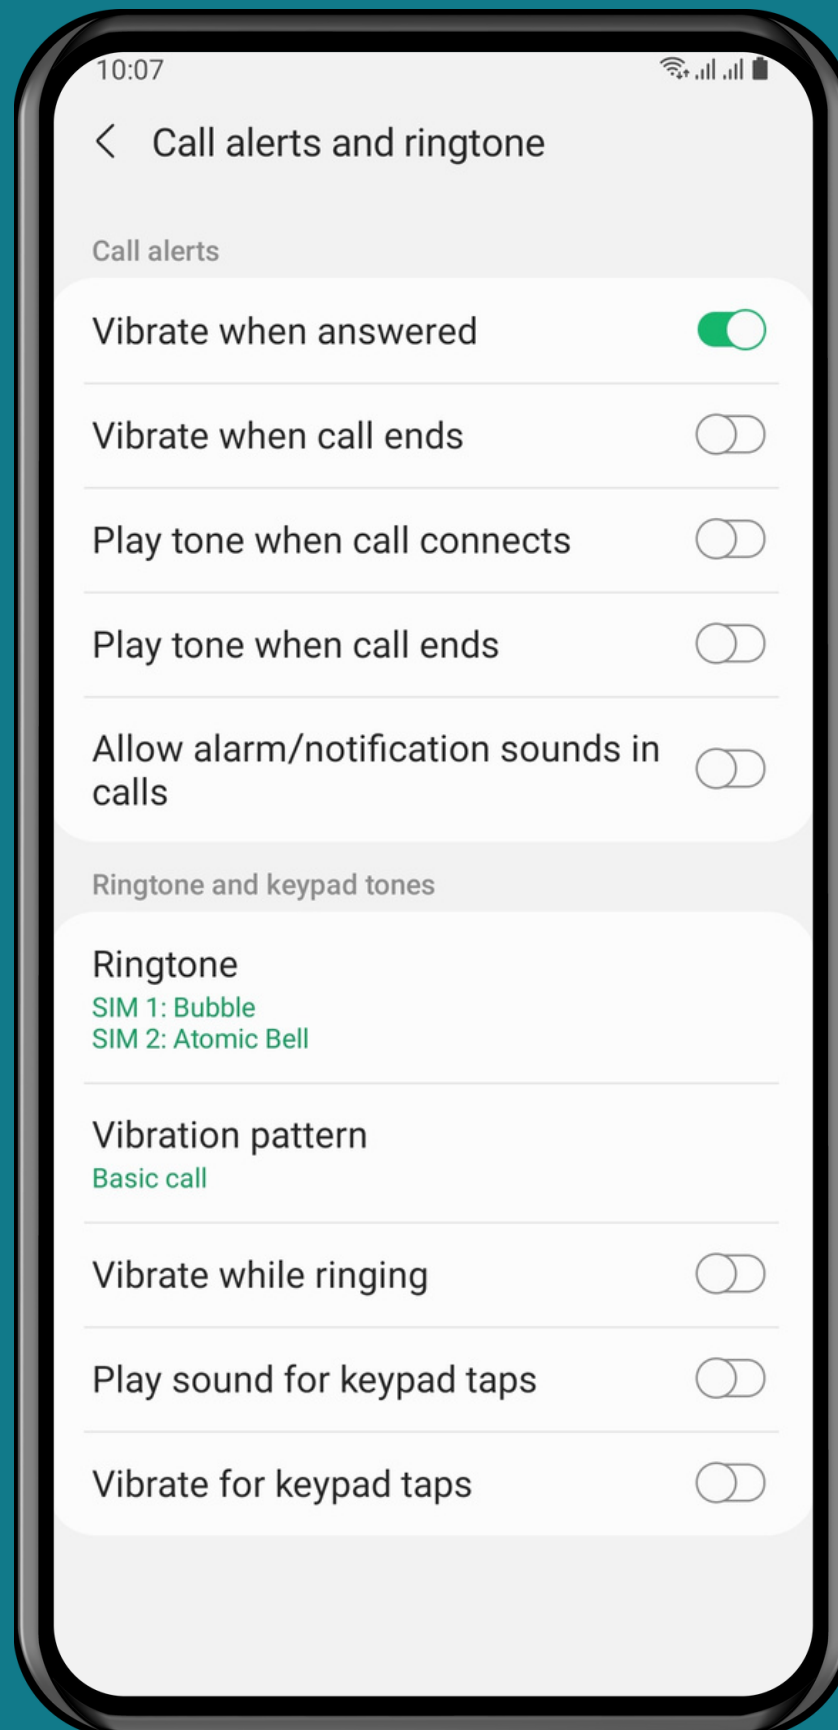 10:07
Call alerts and ringtone
Call alerts
Vibrate when answered
Vibrate when call ends
Play tone when call connects
Play tone when call ends
Allow alarm/notification sounds in
calls
Ringtone and keypad tones
Ringtone
SIM 1: Bubble
SIM 2: Atomic Bell
Vibration pattern
Basic call
Vibrate while ringing
Play sound for keypad taps
Vibrate for keypad taps